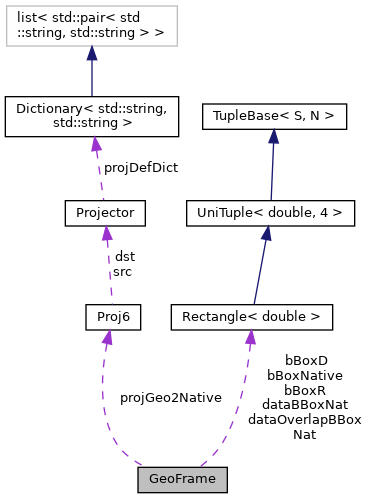 list< std::pair< std
::string, std::string > >
Dictionary< std::string,
std::string >
TupleBase< S, N >
projDefDict
Projector
UniTuple< double, 4 >
dst
src
Proj6
Rectangle< double >
projGeo2Native
bBoxD
bBoxNative
bBoxR
dataBBoxNat
dataOverlapBBox
Nat
GeoFrame